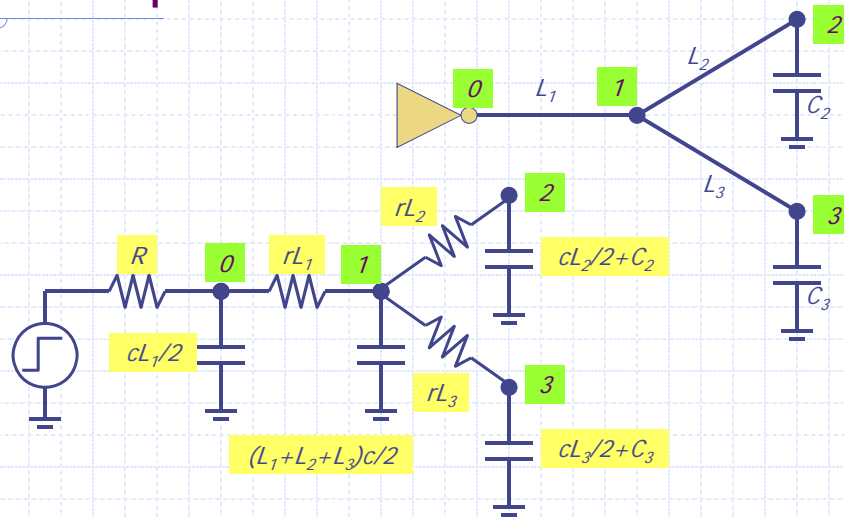 2
L₂
0
L₁
1
C₂
L₃
3
C₃
rL₂
2
R
0
rL₁
1
cL₂/2+C₂
cL₁/2
rL₃
3
(L₁+L₂+L₃)c/2
cL₃/2+C₃